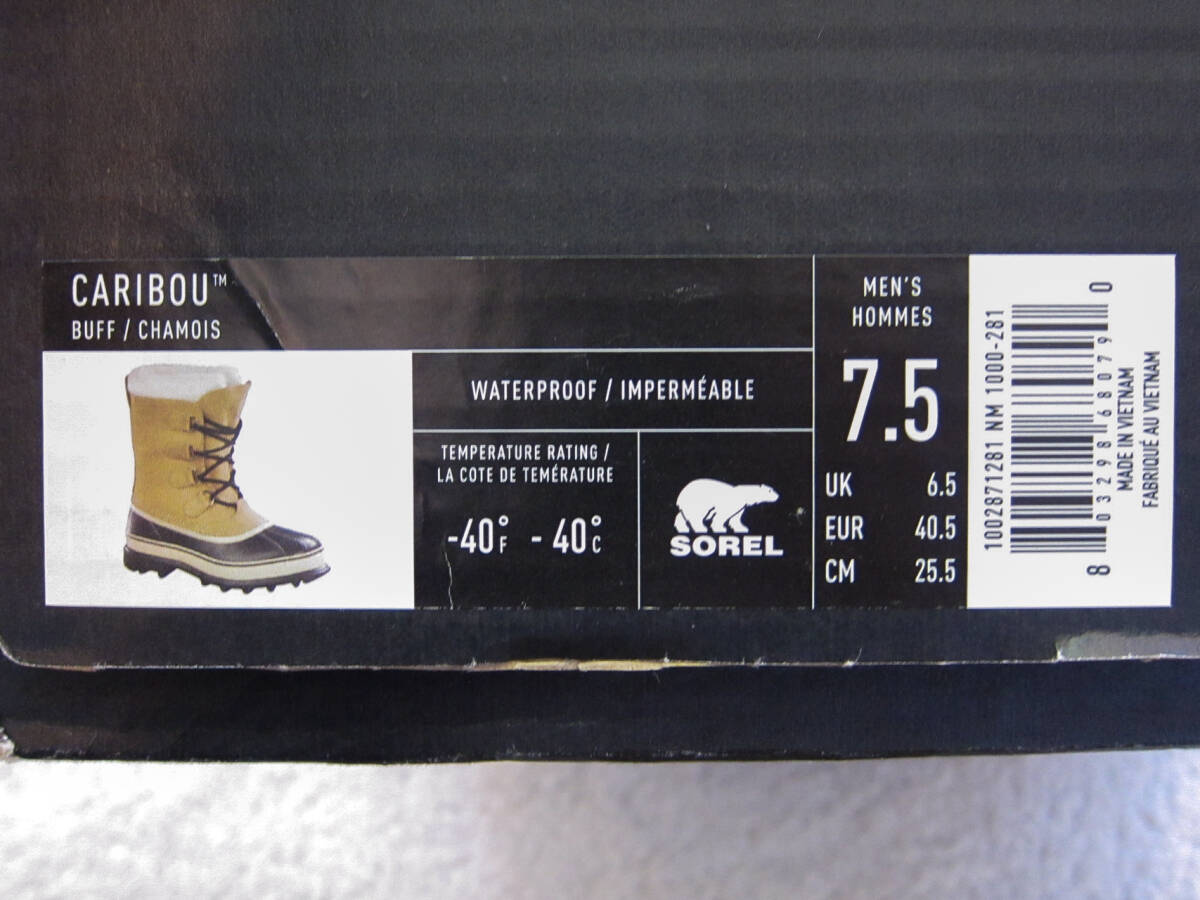 CARIBOU™
BUFF / CHAMOIS
WATERPROOF / IMPERMÉABLE
TEMPERATURE RATING /
LA COTE DE TEMÉRATURE
-40°F - 40°C
SOREL
MEN'S
HOMMES
7.5
UK 6.5
EUR 40.5
CM 25.5
1002871281 NM 1000-281
8 03298 68079 0
MADE IN VIETNAM
FABRIQUÉ AU VIETNAM